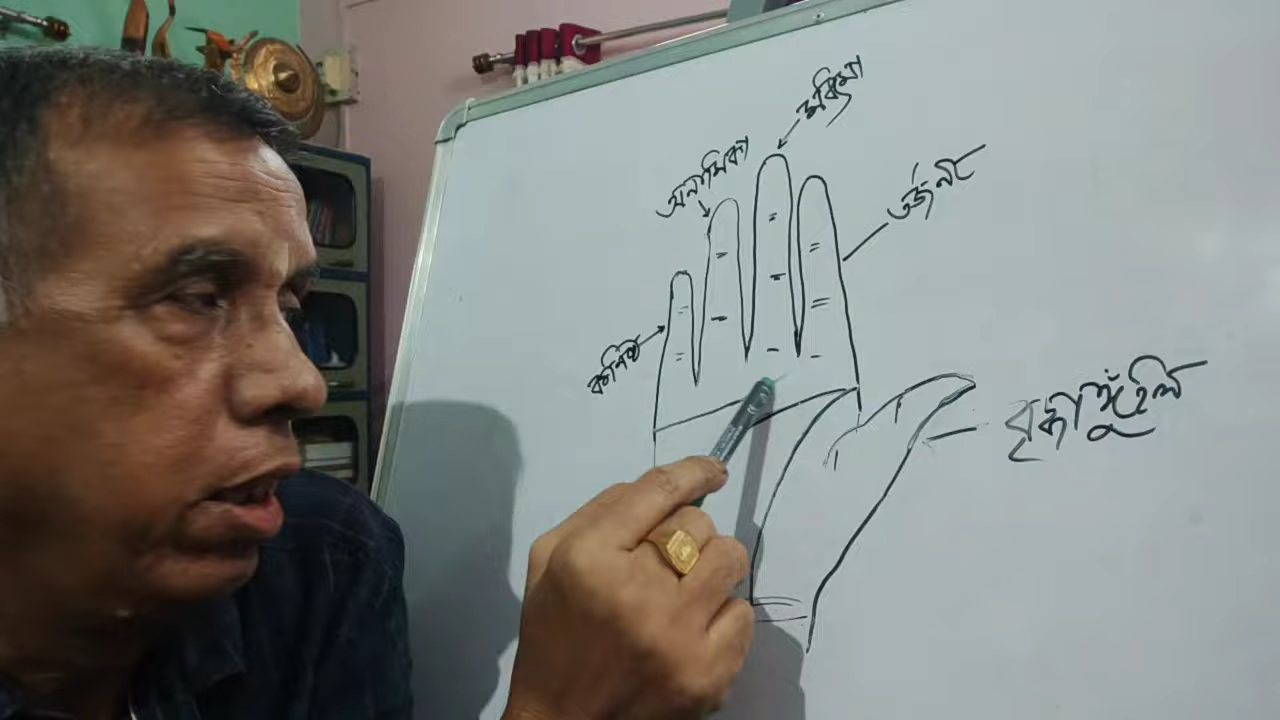 মধ্যমা
অনামিকা
তৰ্জনী
কনিষ্ঠ